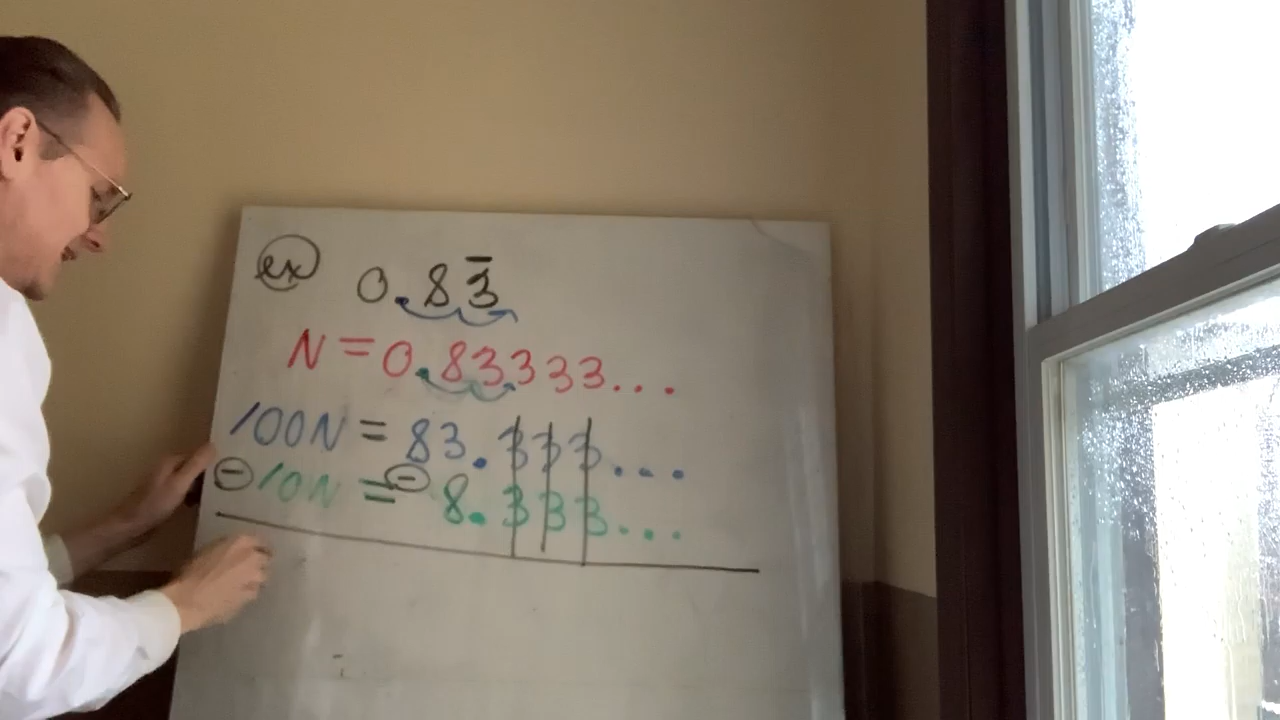 ex 0.83̅
N = 0.83333...
100N = 83.333...
⊖ 10N = ⊖ 8.333...